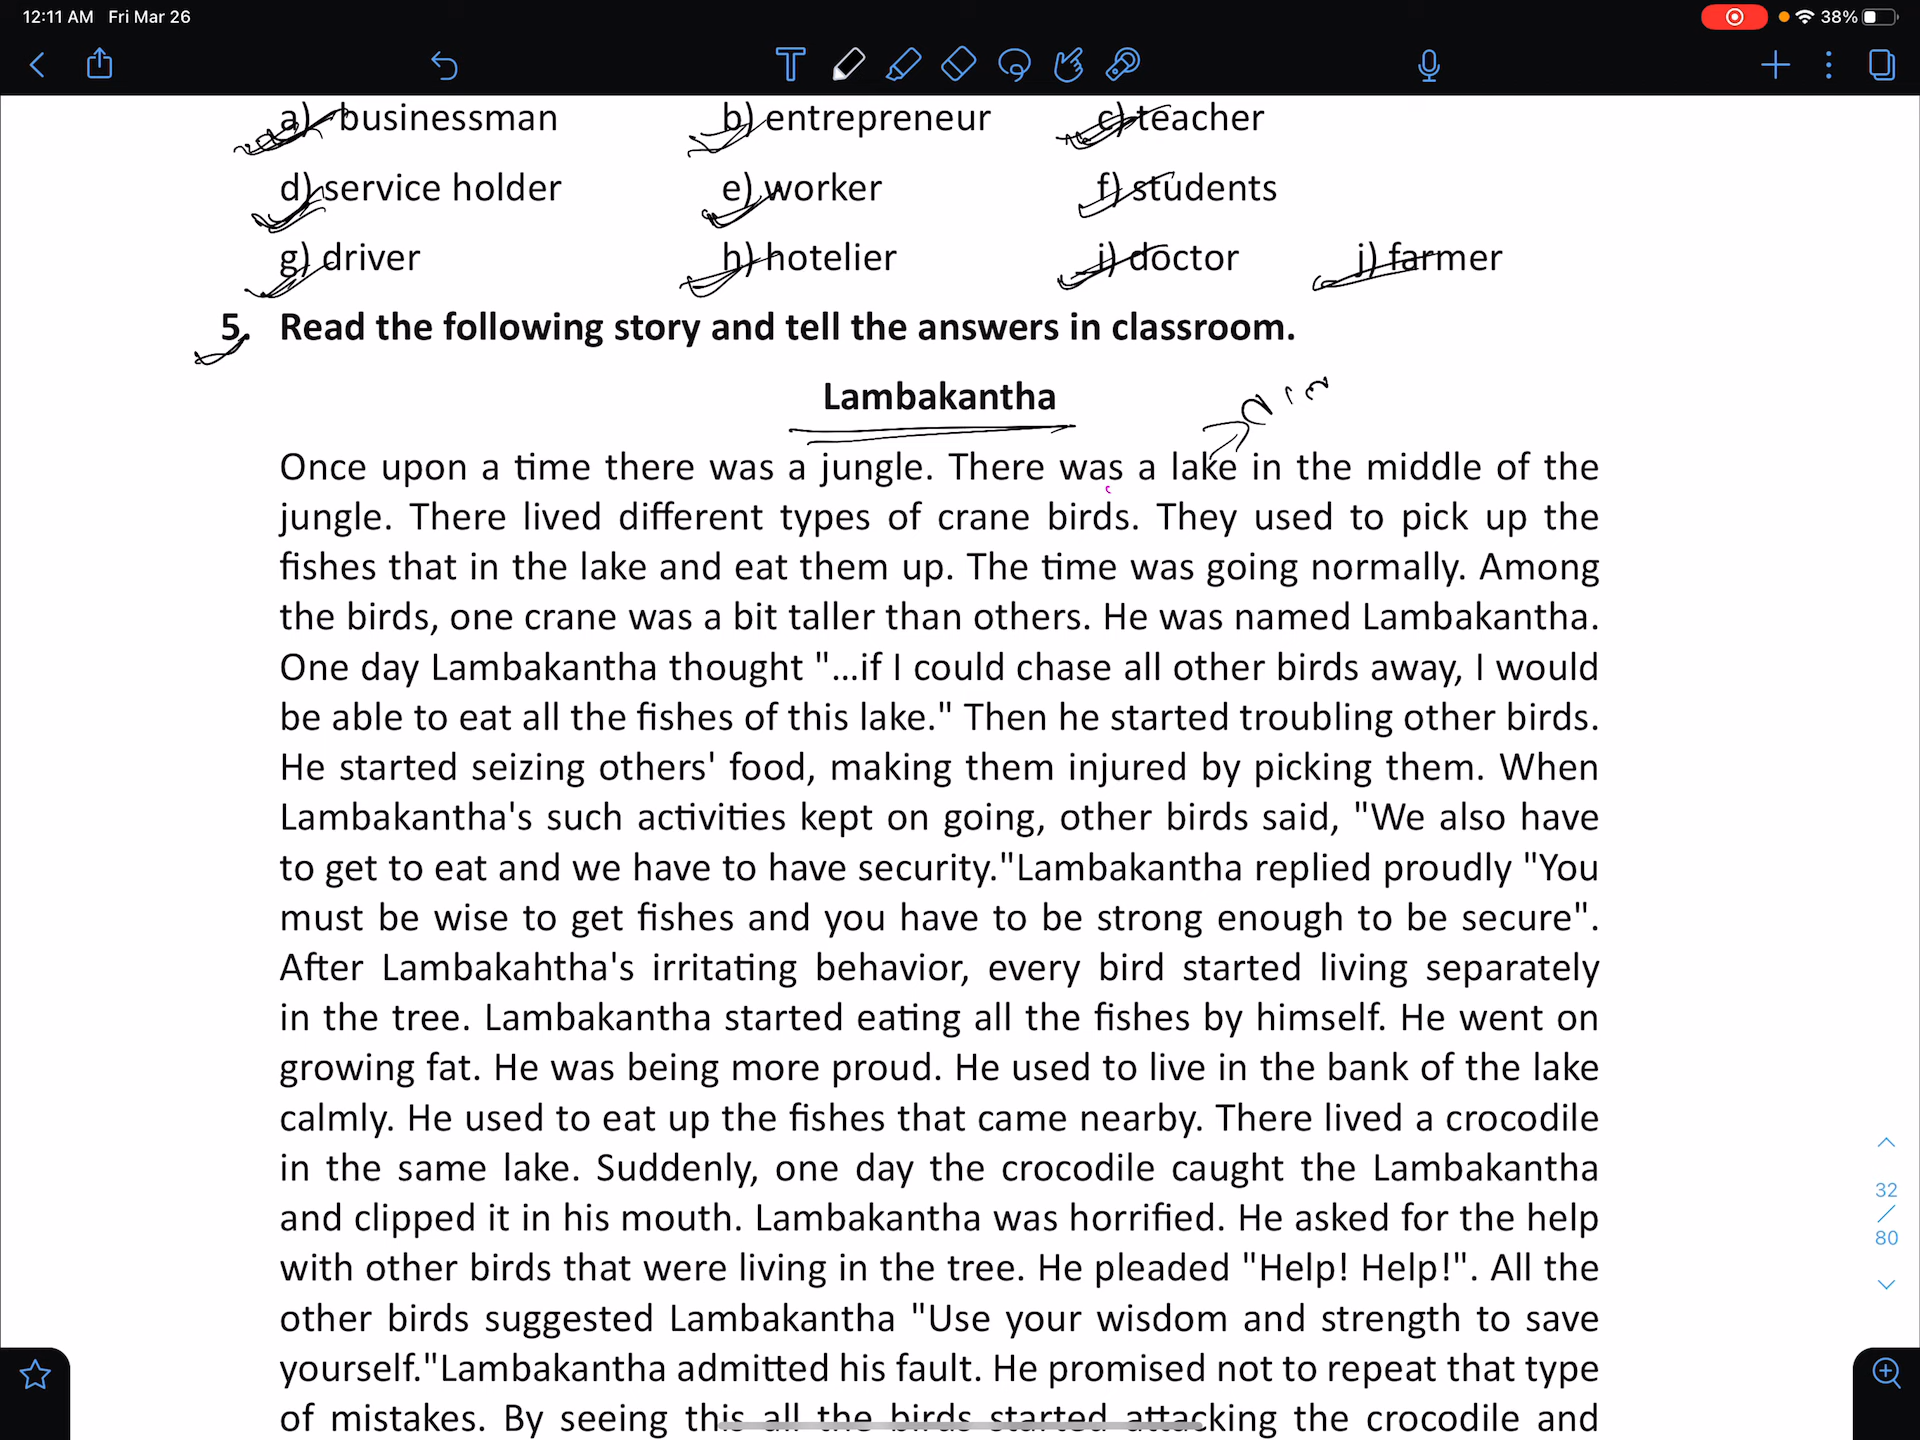 12:11 AM Fri Mar 26
38%
a) businessman b) entrepreneur c) teacher
d) service holder e) worker f) students
g) driver h) hotelier i) doctor j) farmer
5. Read the following story and tell the answers in classroom.
Lambakantha
Once upon a time there was a jungle. There was a lake in the middle of the
jungle. There lived different types of crane birds. They used to pick up the
fishes that in the lake and eat them up. The time was going normally. Among
the birds, one crane was a bit taller than others. He was named Lambakantha.
One day Lambakantha thought "...if I could chase all other birds away, I would
be able to eat all the fishes of this lake." Then he started troubling other birds.
He started seizing others' food, making them injured by picking them. When
Lambakantha's such activities kept on going, other birds said, "We also have
to get to eat and we have to have security."Lambakantha replied proudly "You
must be wise to get fishes and you have to be strong enough to be secure".
After Lambakahtha's irritating behavior, every bird started living separately
in the tree. Lambakantha started eating all the fishes by himself. He went on
growing fat. He was being more proud. He used to live in the bank of the lake
calmly. He used to eat up the fishes that came nearby. There lived a crocodile
in the same lake. Suddenly, one day the crocodile caught the Lambakantha
and clipped it in his mouth. Lambakantha was horrified. He asked for the help
with other birds that were living in the tree. He pleaded "Help! Help!". All the
other birds suggested Lambakantha "Use your wisdom and strength to save
yourself."Lambakantha admitted his fault. He promised not to repeat that type
of mistakes. By seeing this all the birds started attacking the crocodile and
32
/
80